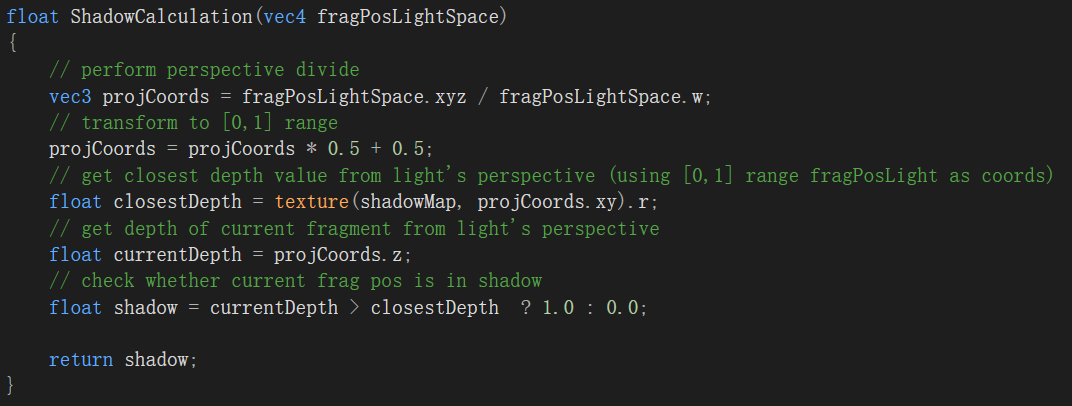 float ShadowCalculation(vec4 fragPosLightSpace)
{
    // perform perspective divide
    vec3 projCoords = fragPosLightSpace.xyz / fragPosLightSpace.w;
    // transform to [0,1] range
    projCoords = projCoords * 0.5 + 0.5;
    // get closest depth value from light's perspective (using [0,1] range fragPosLight as coords)
    float closestDepth = texture(shadowMap, projCoords.xy).r;
    // get depth of current fragment from light's perspective
    float currentDepth = projCoords.z;
    // check whether current frag pos is in shadow
    float shadow = currentDepth > closestDepth  ? 1.0 : 0.0;

    return shadow;
}